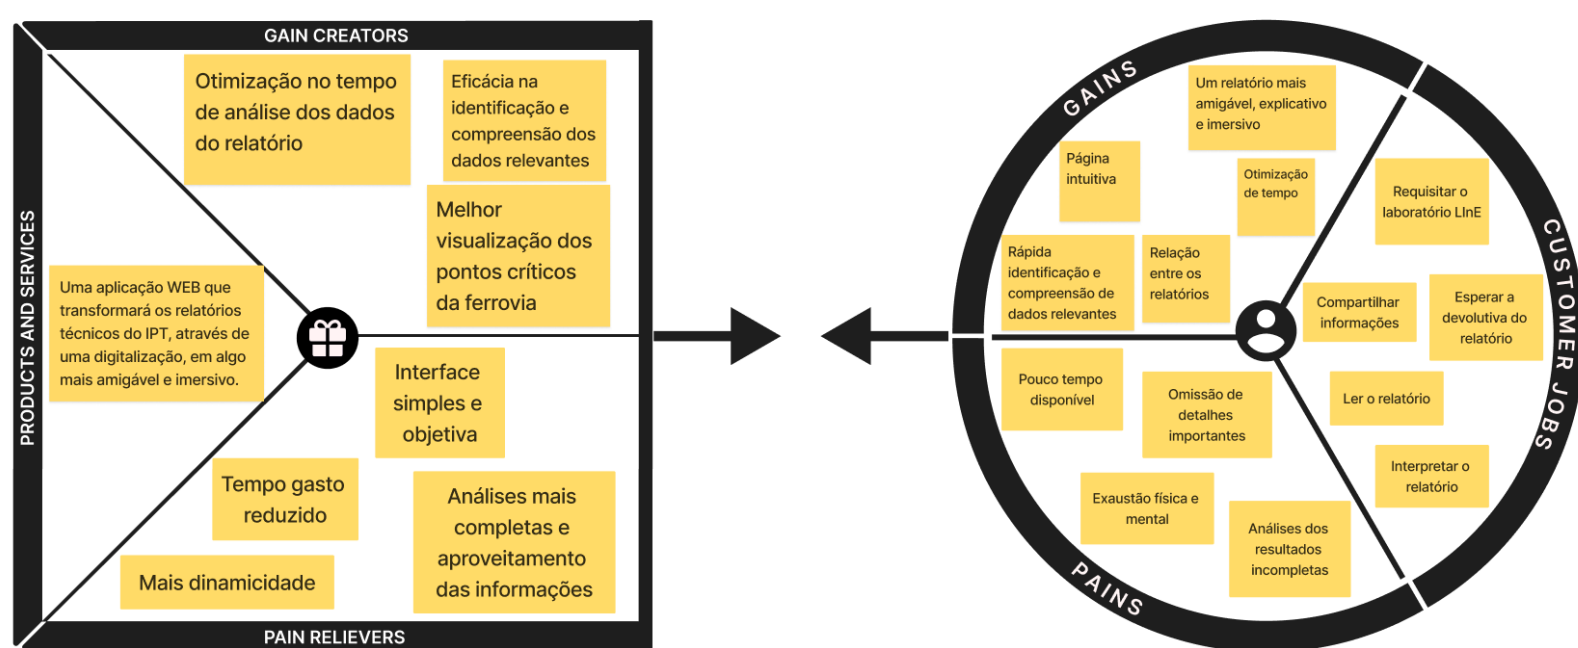 GAIN CREATORS
Otimização no tempo
de análise dos dados
do relatório
Eficácia na
identificação e
compreensão dos
dados relevantes
Melhor
visualização dos
pontos críticos
da ferrovia
PRODUCTS AND SERVICES
Uma aplicação WEB que
transformará os relatórios
técnicos do IPT, através de
uma digitalização, em algo
mais amigável e imersivo.
Interface
simples e
objetiva
Tempo gasto
reduzido
Análises mais
completas e
aproveitamento
das informações
Mais dinamicidade
PAIN RELIEVERS
GAINS
Um relatório mais
amigável, explicativo
e imersivo
Página
intuitiva
Otimização
de tempo
Rápida
identificação e
compreensão de
dados relevantes
Relação
entre os
relatórios
CUSTOMER JOBS
Requisitar o
laboratório LInE
Compartilhar
informações
Esperar a
devolutiva do
relatório
Ler o relatório
Interpretar o
relatório
Pouco tempo
disponível
Omissão de
detalhes
importantes
Exaustão física e
mental
Análises dos
resultados
incompletas
PAINS